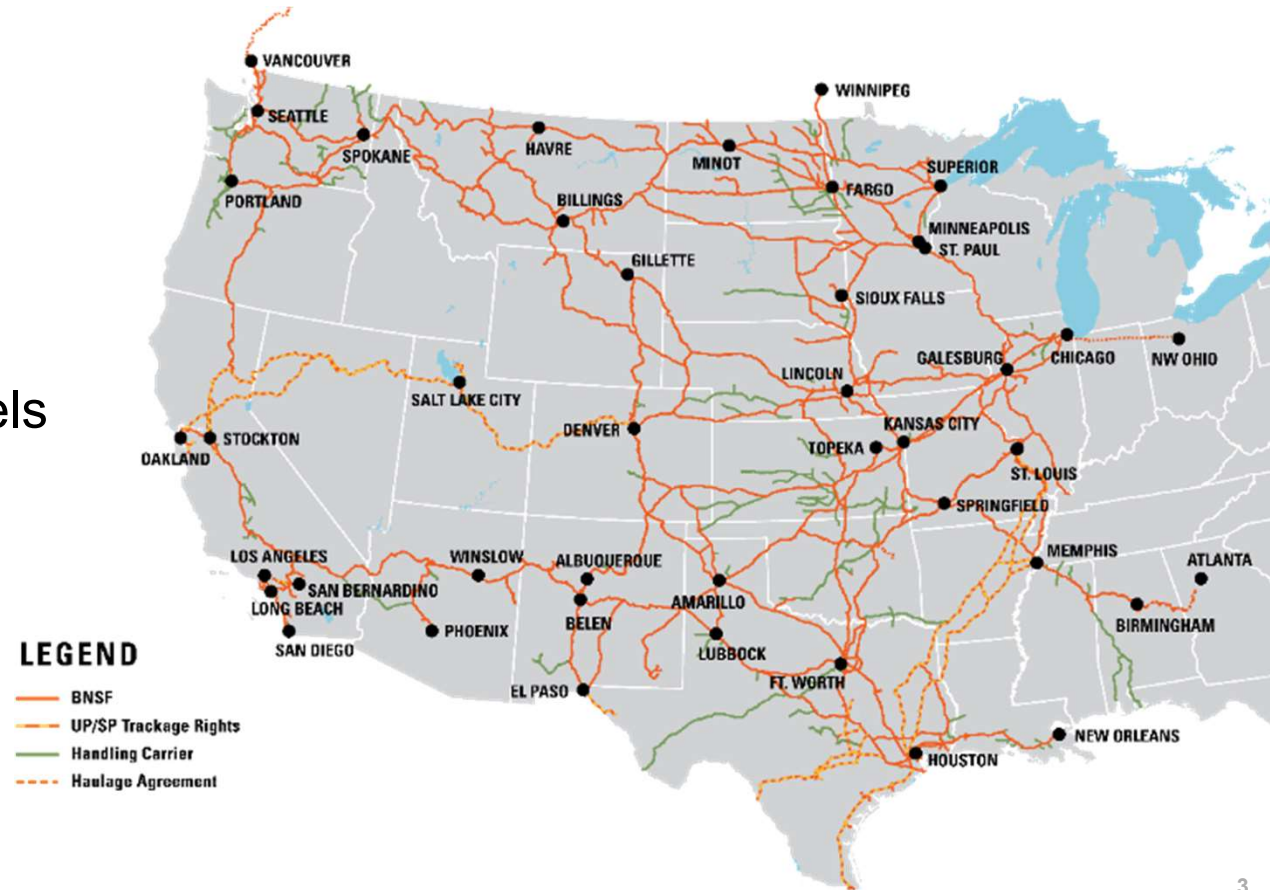 VANCOUVER
WINNIPEG
SEATTLE
SPOKANE
HAVRE
MINOT
SUPERIOR
PORTLAND
BILLINGS
FARGO
MINNEAPOLIS
ST. PAUL
GILLETTE
SIOUX FALLS
GALESBURG
CHICAGO
NW OHIO
LINCOLN
SALT LAKE CITY
els
DENVER
KANSAS CITY
STOCKTON
TOPEKA
OAKLAND
ST. LOUIS
SPRINGFIELD
LOS ANGELES
WINSLOW
ALBUQUERQUE
MEMPHIS
ATLANTA
SAN BERNARDINO
LONG BEACH
AMARILLO
BELEN
BIRMINGHAM
PHOENIX
SAN DIEGO
LUBBOCK
LEGEND
FT. WORTH
EL PASO
BNSF
UP/SP Trackage Rights
NEW ORLEANS
Handling Carrier
HOUSTON
Haulage Agreement
3